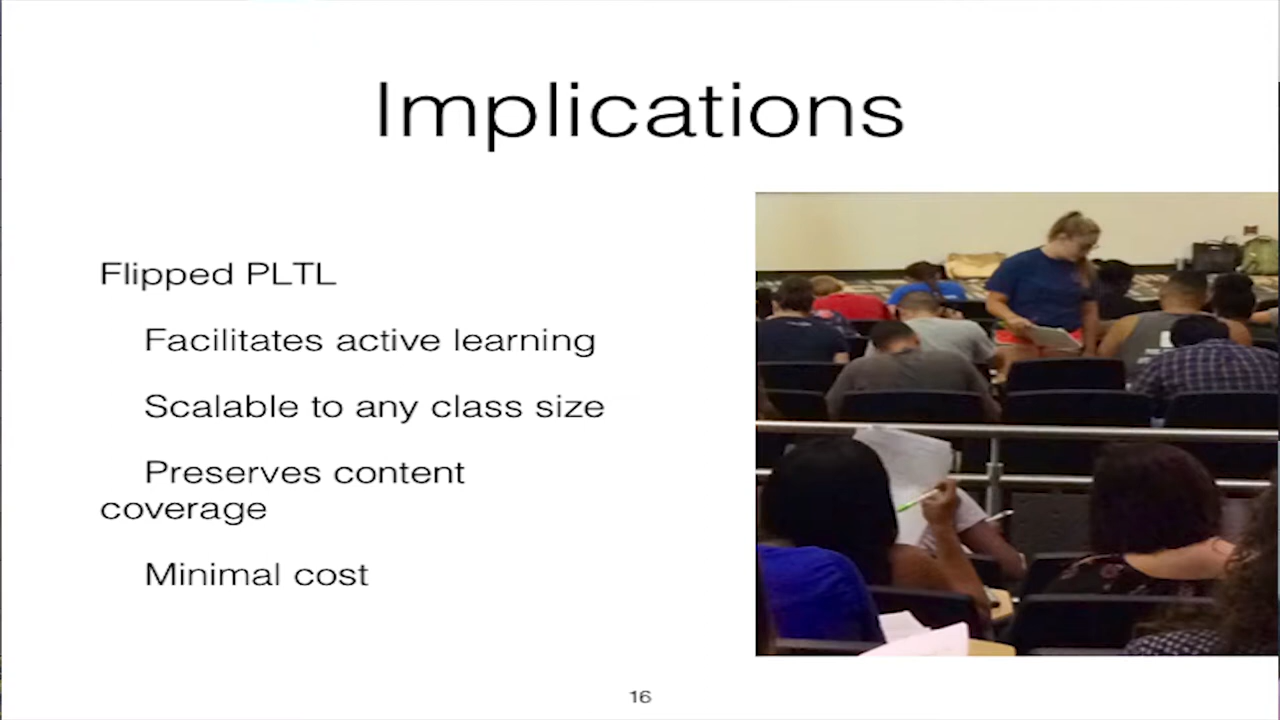 Implications
Flipped PLTL
Facilitates active learning
Scalable to any class size
Preserves content
coverage
Minimal cost
16